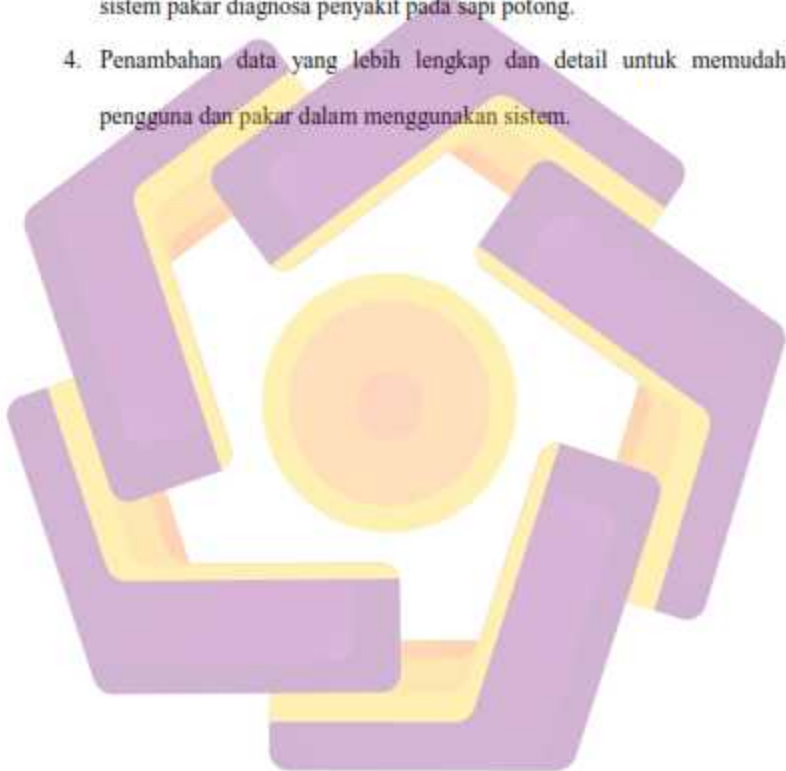 sistem pakar diagnosa penyakit pada sapi potong.
4. Penambahan data yang lebih lengkap dan detail untuk memudah
pengguna dan pakar dalam menggunakan sistem.